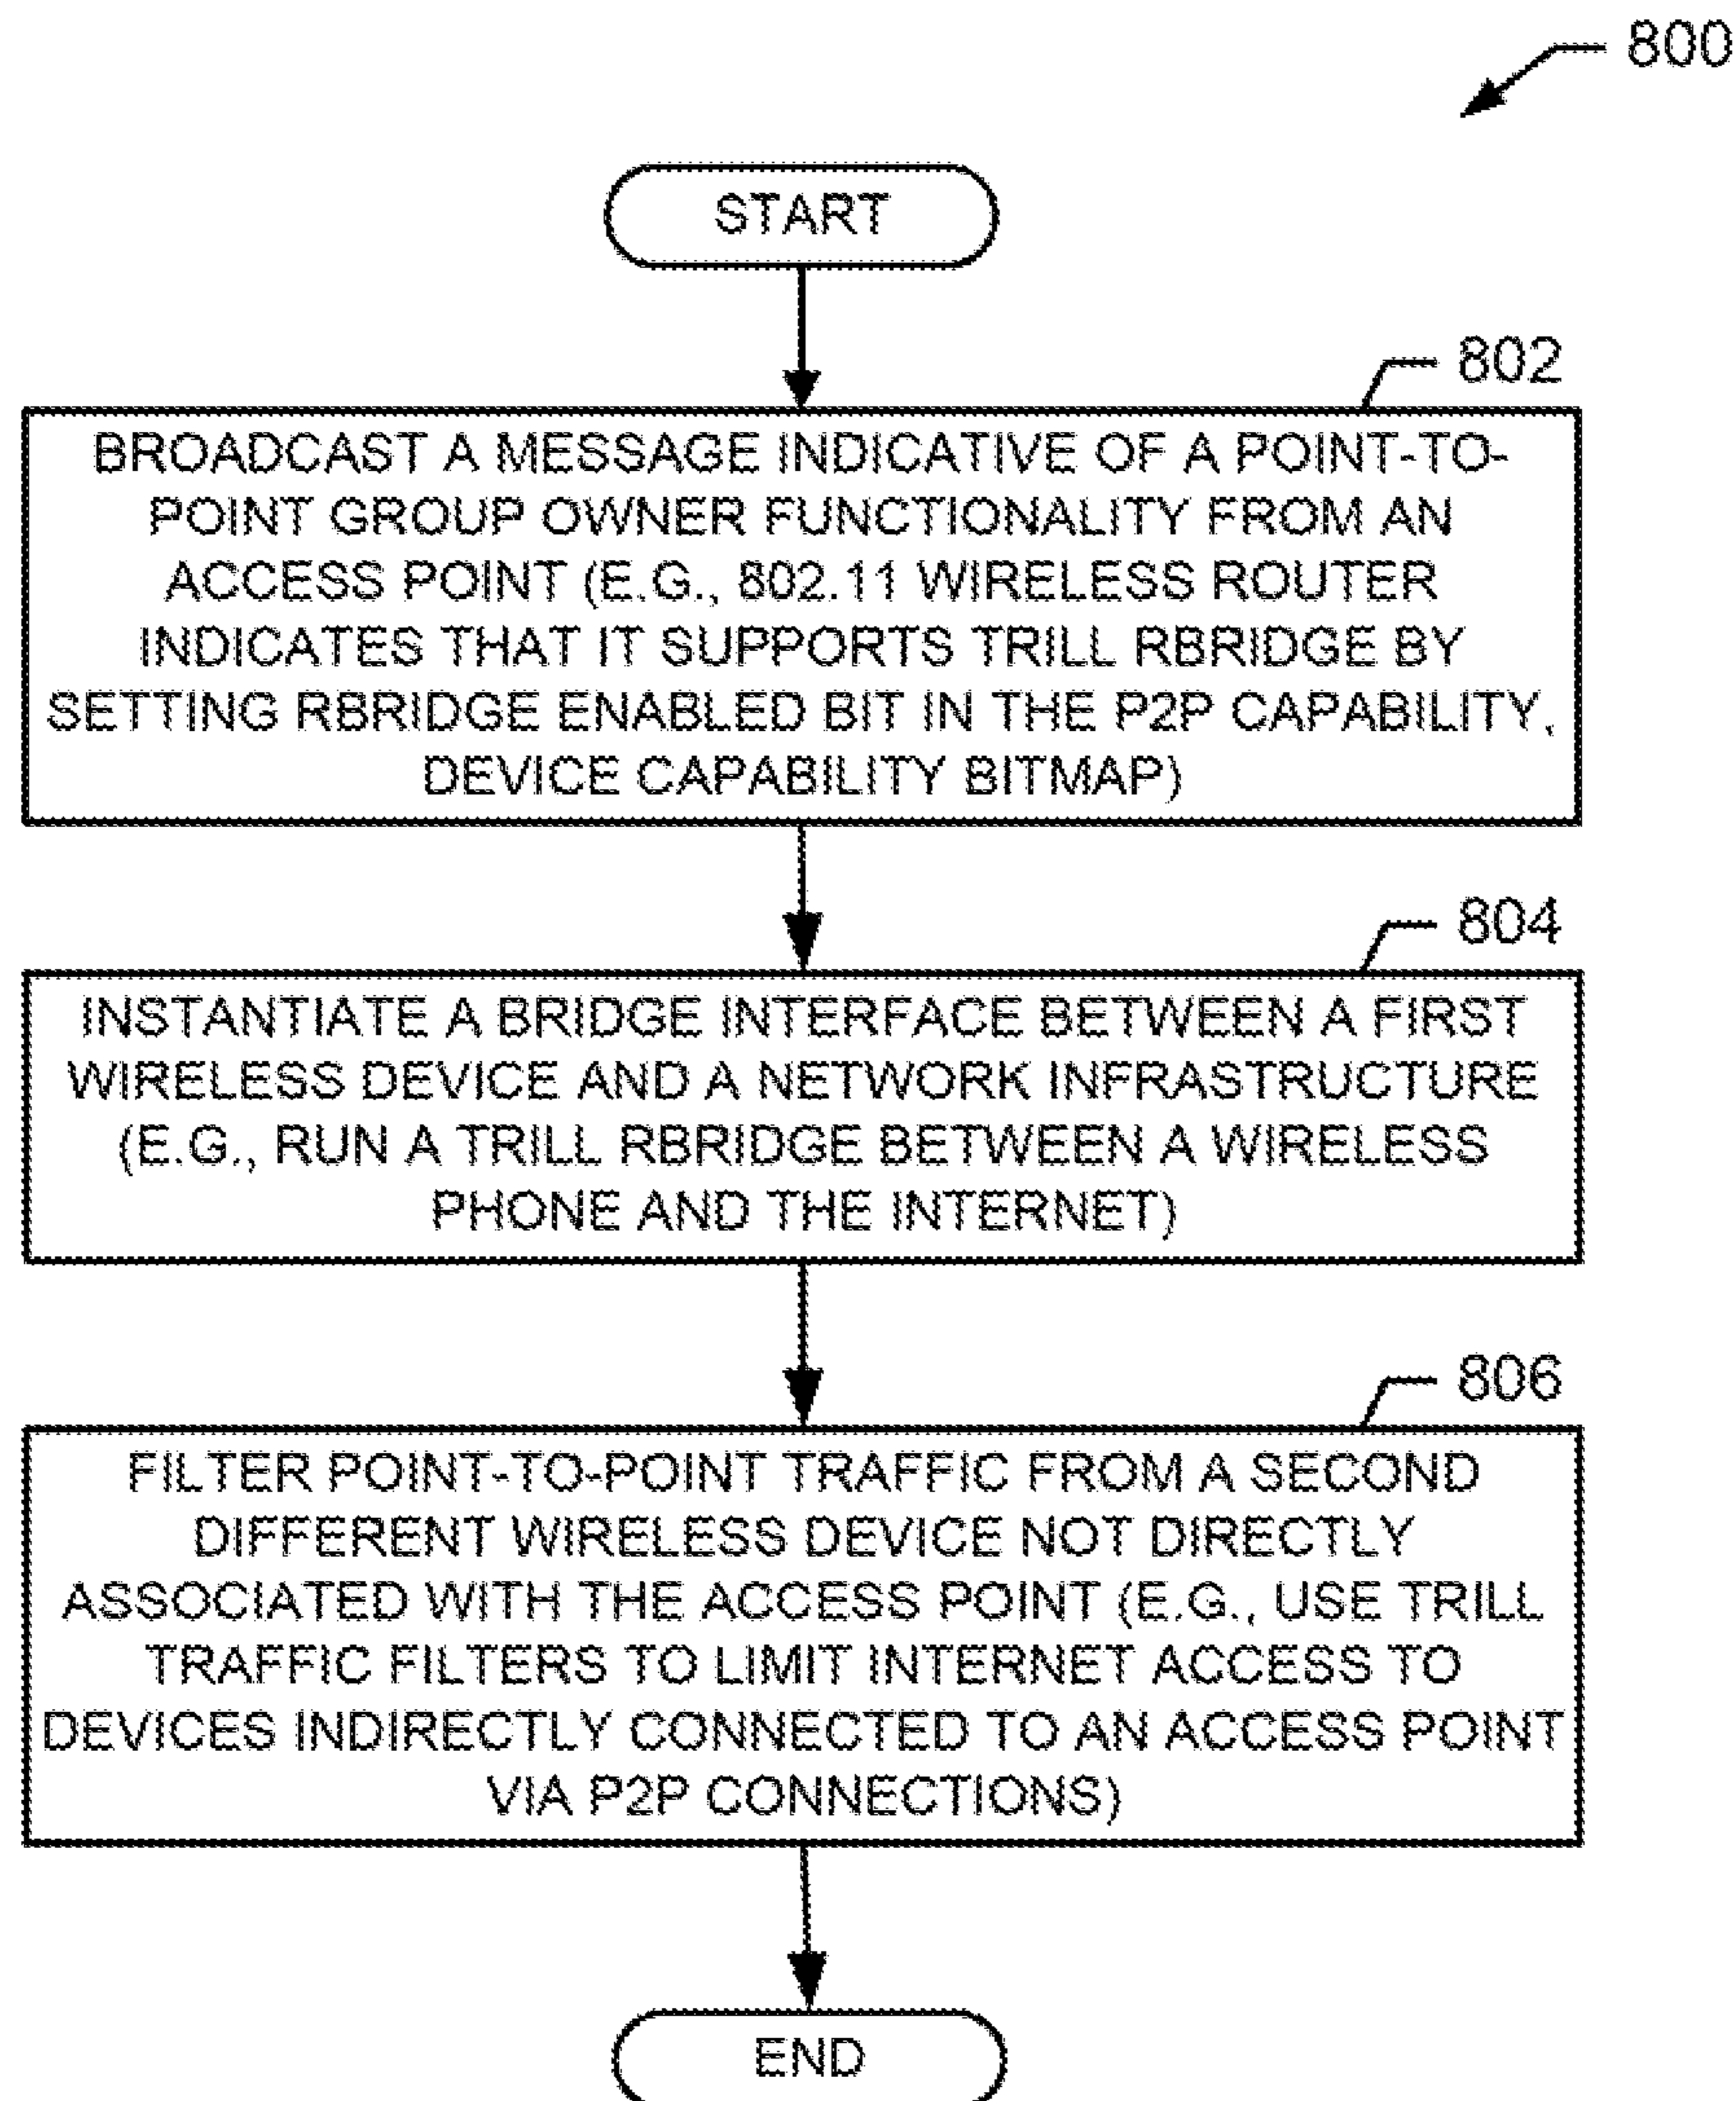 800
START
802
BROADCAST A MESSAGE INDICATIVE OF A POINT-TO-
POINT GROUP OWNER FUNCTIONALITY FROM AN
ACCESS POINT (E.G., 802.11 WIRELESS ROUTER
INDICATES THAT IT SUPPORTS TRILL RBRIDGE BY
SETTING RBRIDGE ENABLED BIT IN THE P2P CAPABILITY,
DEVICE CAPABILITY BITMAP)
804
INSTANTIATE A BRIDGE INTERFACE BETWEEN A FIRST
WIRELESS DEVICE AND A NETWORK INFRASTRUCTURE
(E.G., RUN A TRILL RBRIDGE BETWEEN A WIRELESS
PHONE AND THE INTERNET)
806
FILTER POINT-TO-POINT TRAFFIC FROM A SECOND
DIFFERENT WIRELESS DEVICE NOT DIRECTLY
ASSOCIATED WITH THE ACCESS POINT (E.G., USE TRILL
TRAFFIC FILTERS TO LIMIT INTERNET ACCESS TO
DEVICES INDIRECTLY CONNECTED TO AN ACCESS POINT
VIA P2P CONNECTIONS)
END